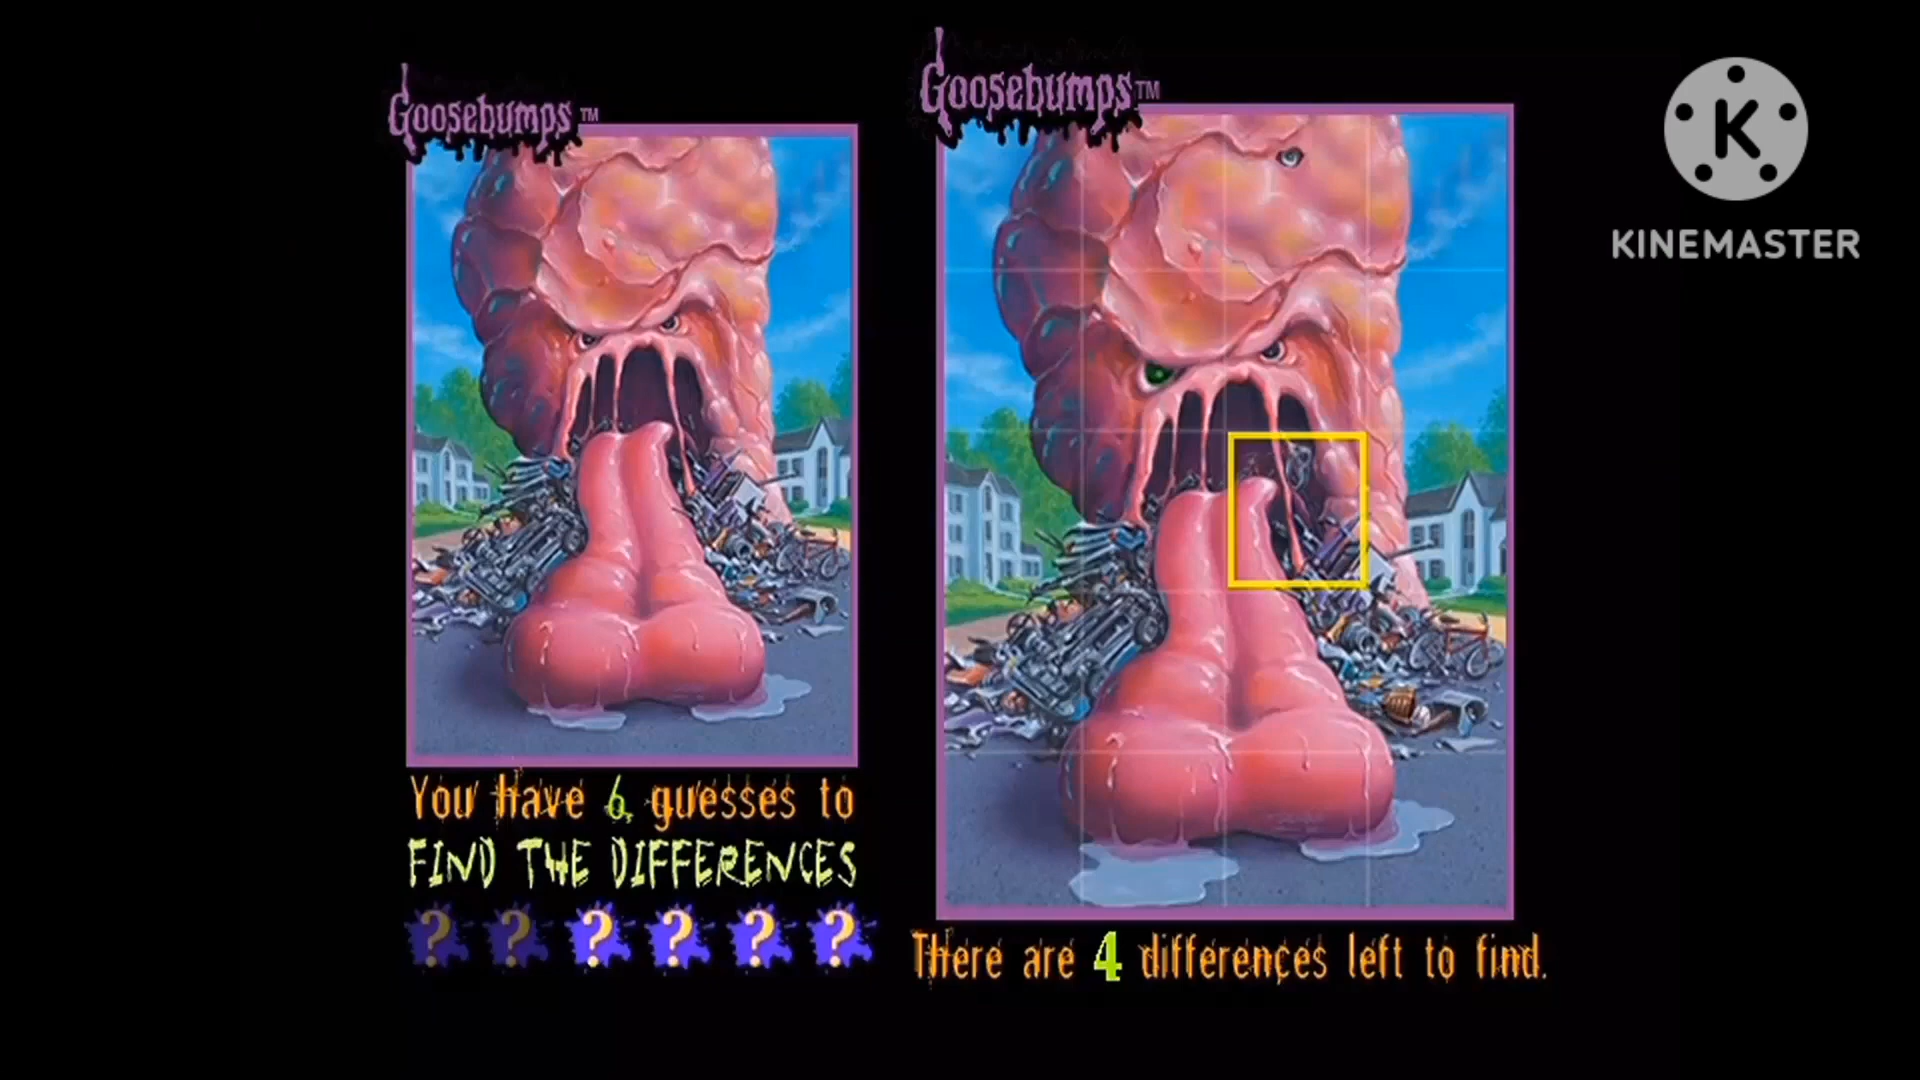 Goosebumps™
Goosebumps™
KINEMASTER
You have 6 guesses to
FIND THE DIFFERENCES
? ? ? ? ? ?
There are 4 differences left to find.